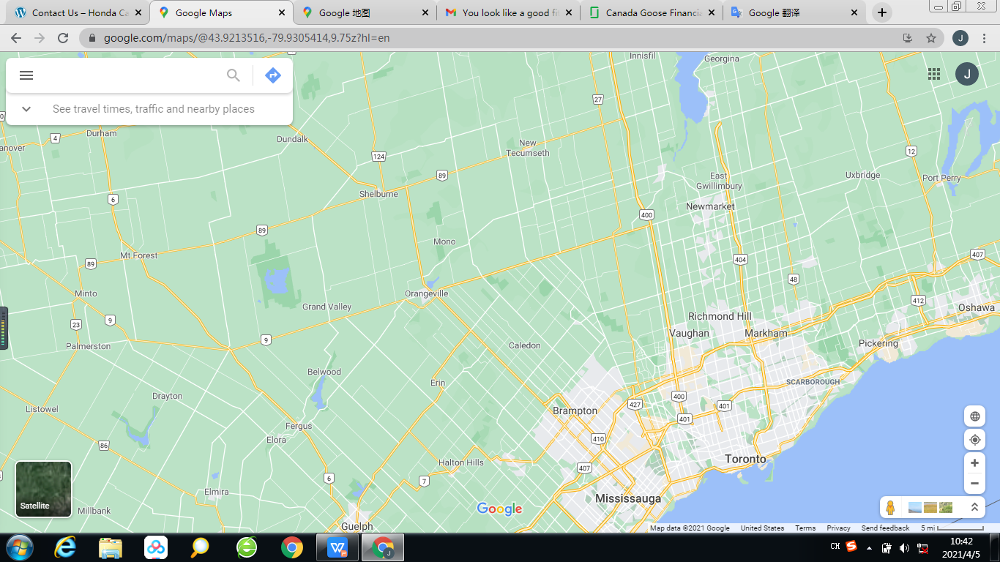 Contact Us – Honda Ca
Google Maps
Google 地图
You look like a good fi
Canada Goose Financia
Google 翻译
google.com/maps/@43.9213516,-79.9305414,9.75z?hl=en
J
See travel times, traffic and nearby places
J
Innisfil
Georgina
27
4
Durham
Dundalk
anover
New
Tecumseth
124
12
89
East
Gwillimbury
Uxbridge
Port Perry
Shelburne
6
Newmarket
400
89
Mono
Mt Forest
404
407
89
48
Minto
Orangeville
412
Grand Valley
Oshawa
23
9
Richmond Hill
Vaughan
Markham
9
Pickering
Palmerston
Caledon
Belwood
Erin
SCARBOROUGH
Drayton
400
427
401
Listowel
Brampton
401
Fergus
Elora
410
86
Toronto
Halton Hills
407
6
7
Elmira
Mississauga
Satellite
Millbank
Google
Guelph
Map data ©2021 Google
United States
Terms
Privacy
Send feedback
5 mi
CH
10:42
2021/4/5